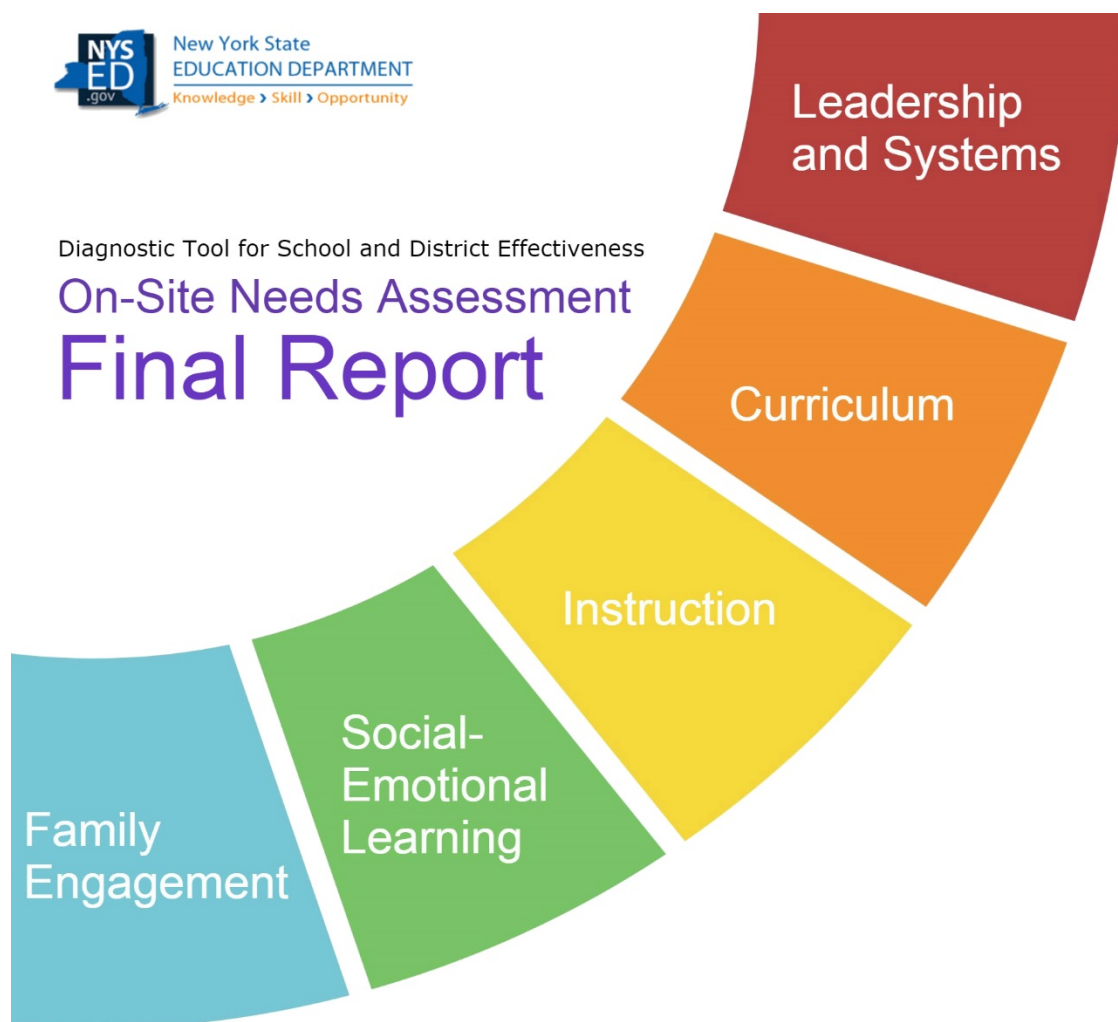 NYS
ED
.gov
New York State
EDUCATION DEPARTMENT
Knowledge › Skill › Opportunity
Diagnostic Tool for School and District Effectiveness
On-Site Needs Assessment
Final Report
Leadership
and Systems
Curriculum
Instruction
Social-
Emotional
Learning
Family
Engagement